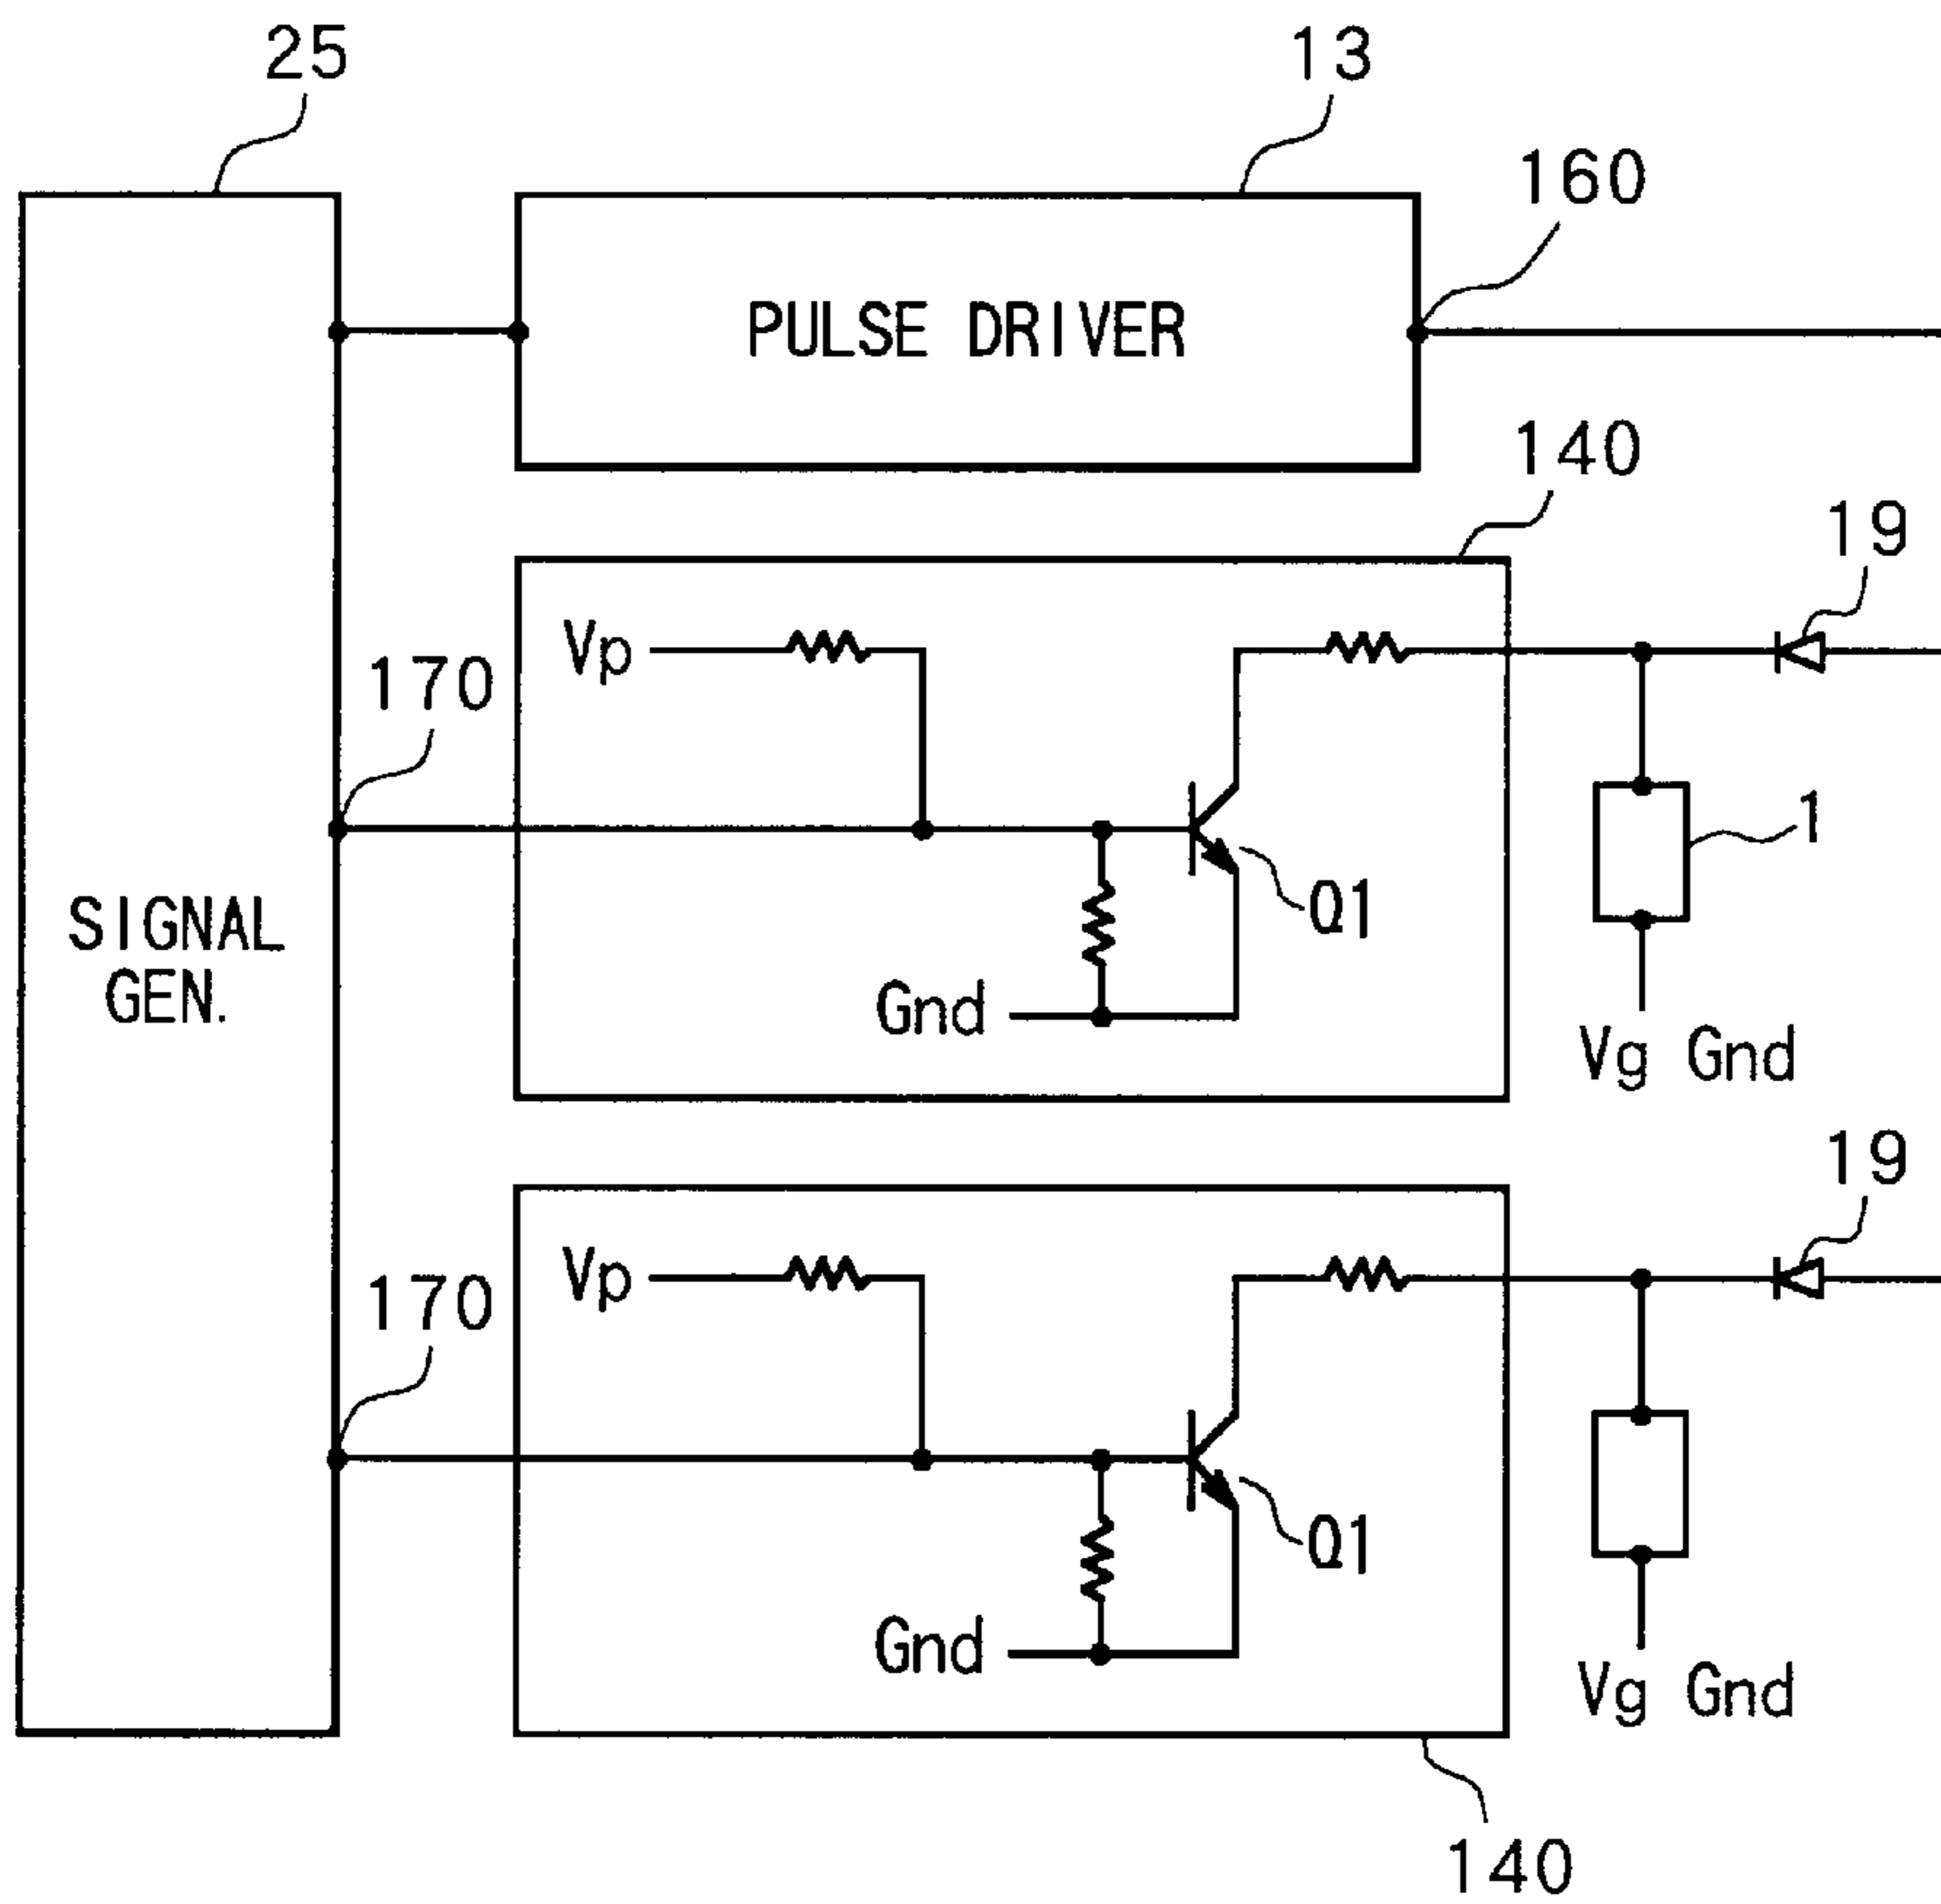 25
13
160
PULSE DRIVER
140
19
Vp
170
1
Q1
SIGNAL
GEN.
Gnd
Vg Gnd
19
Vp
170
Q1
Gnd
Vg Gnd
140